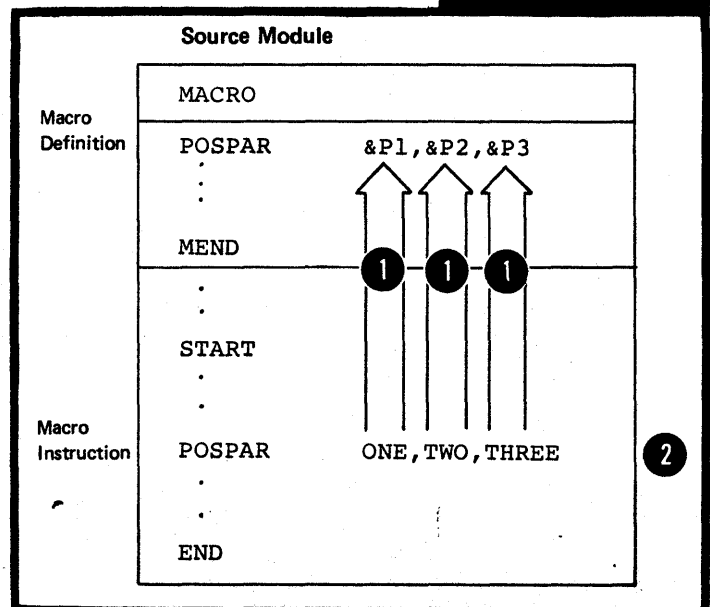 Source Module
MACRO
Macro
Definition
POSPAR &P1,&P2,&P3
MEND
1 1 1
START
Macro
Instruction
POSPAR ONE,TWO,THREE 2
END